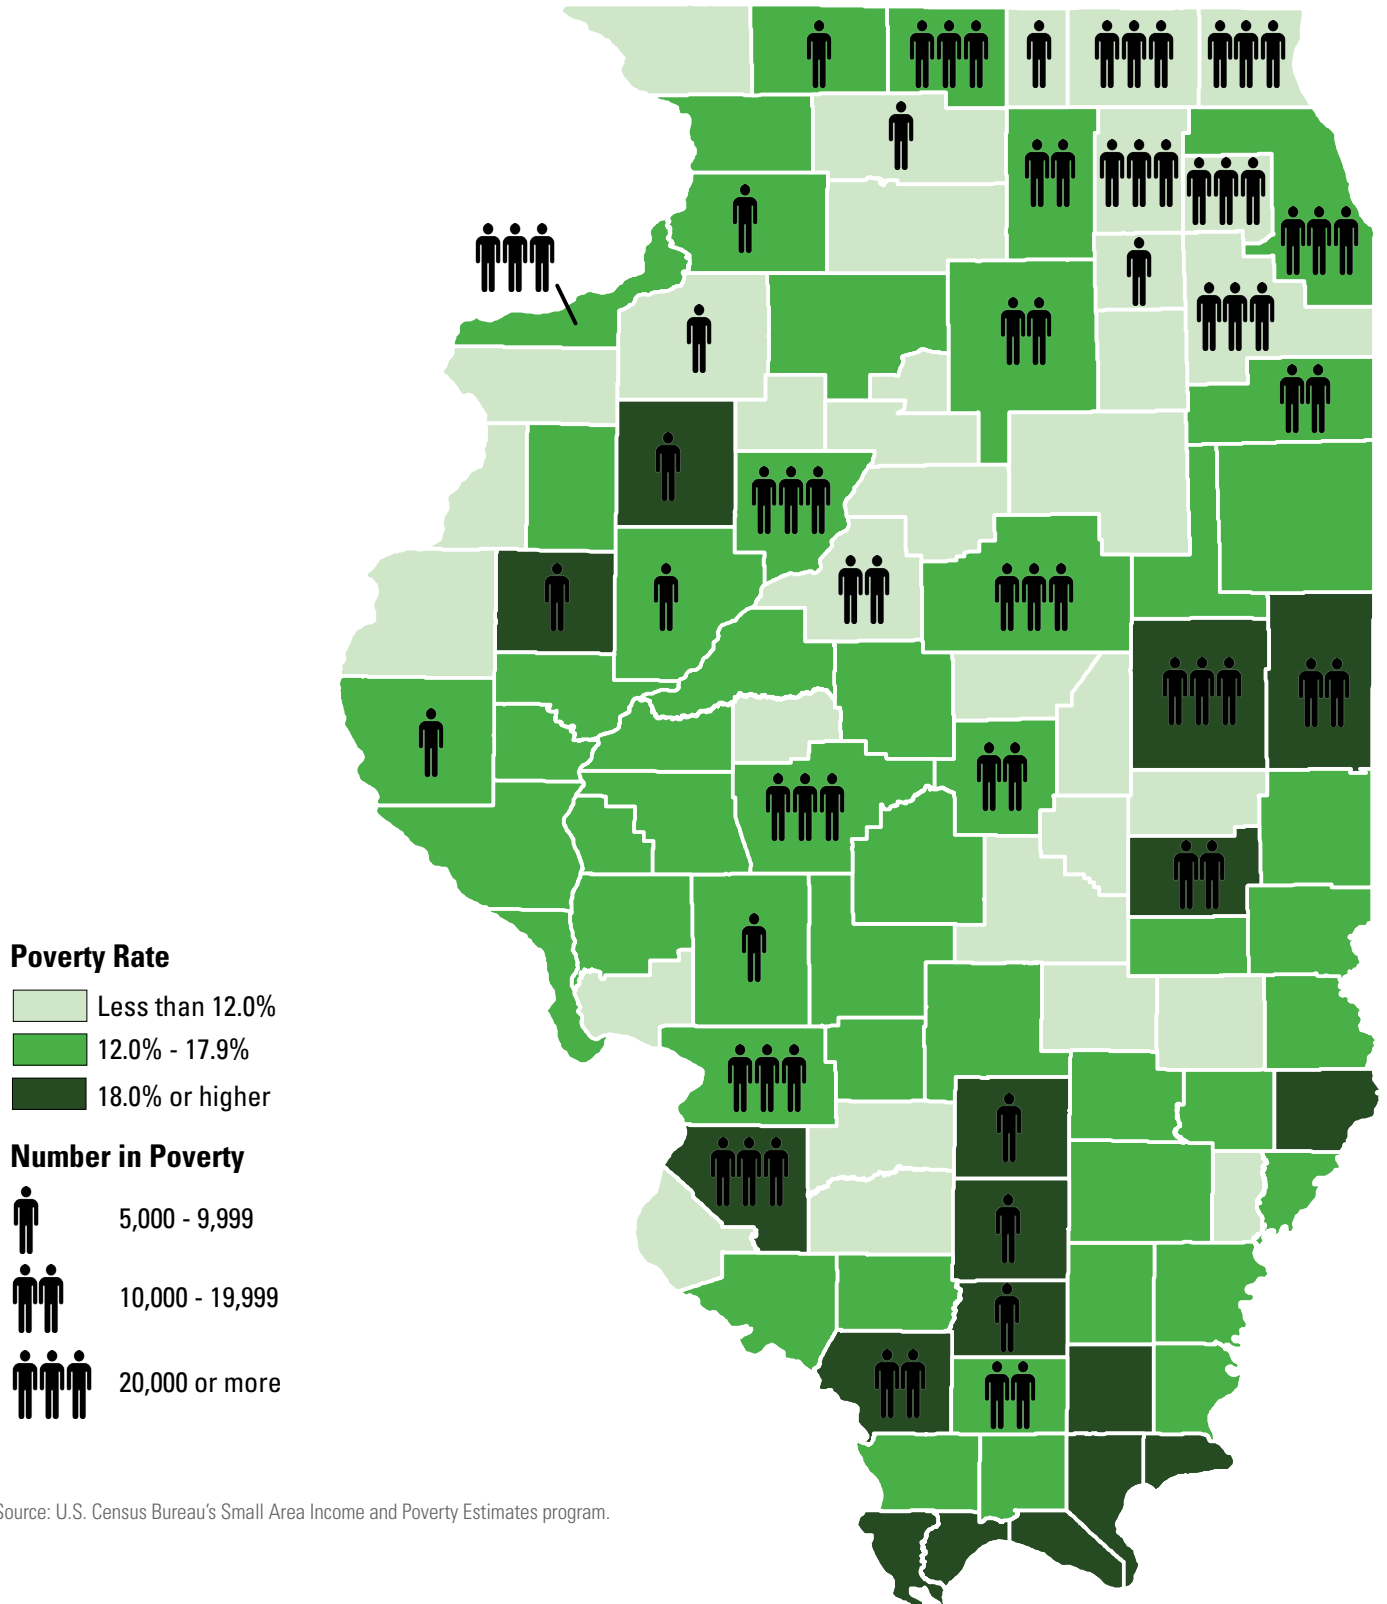 Poverty Rate
Less than 12.0%
12.0% - 17.9%
18.0% or higher
Number in Poverty
5,000 - 9,999
10,000 - 19,999
20,000 or more
Source: U.S. Census Bureau's Small Area Income and Poverty Estimates program.